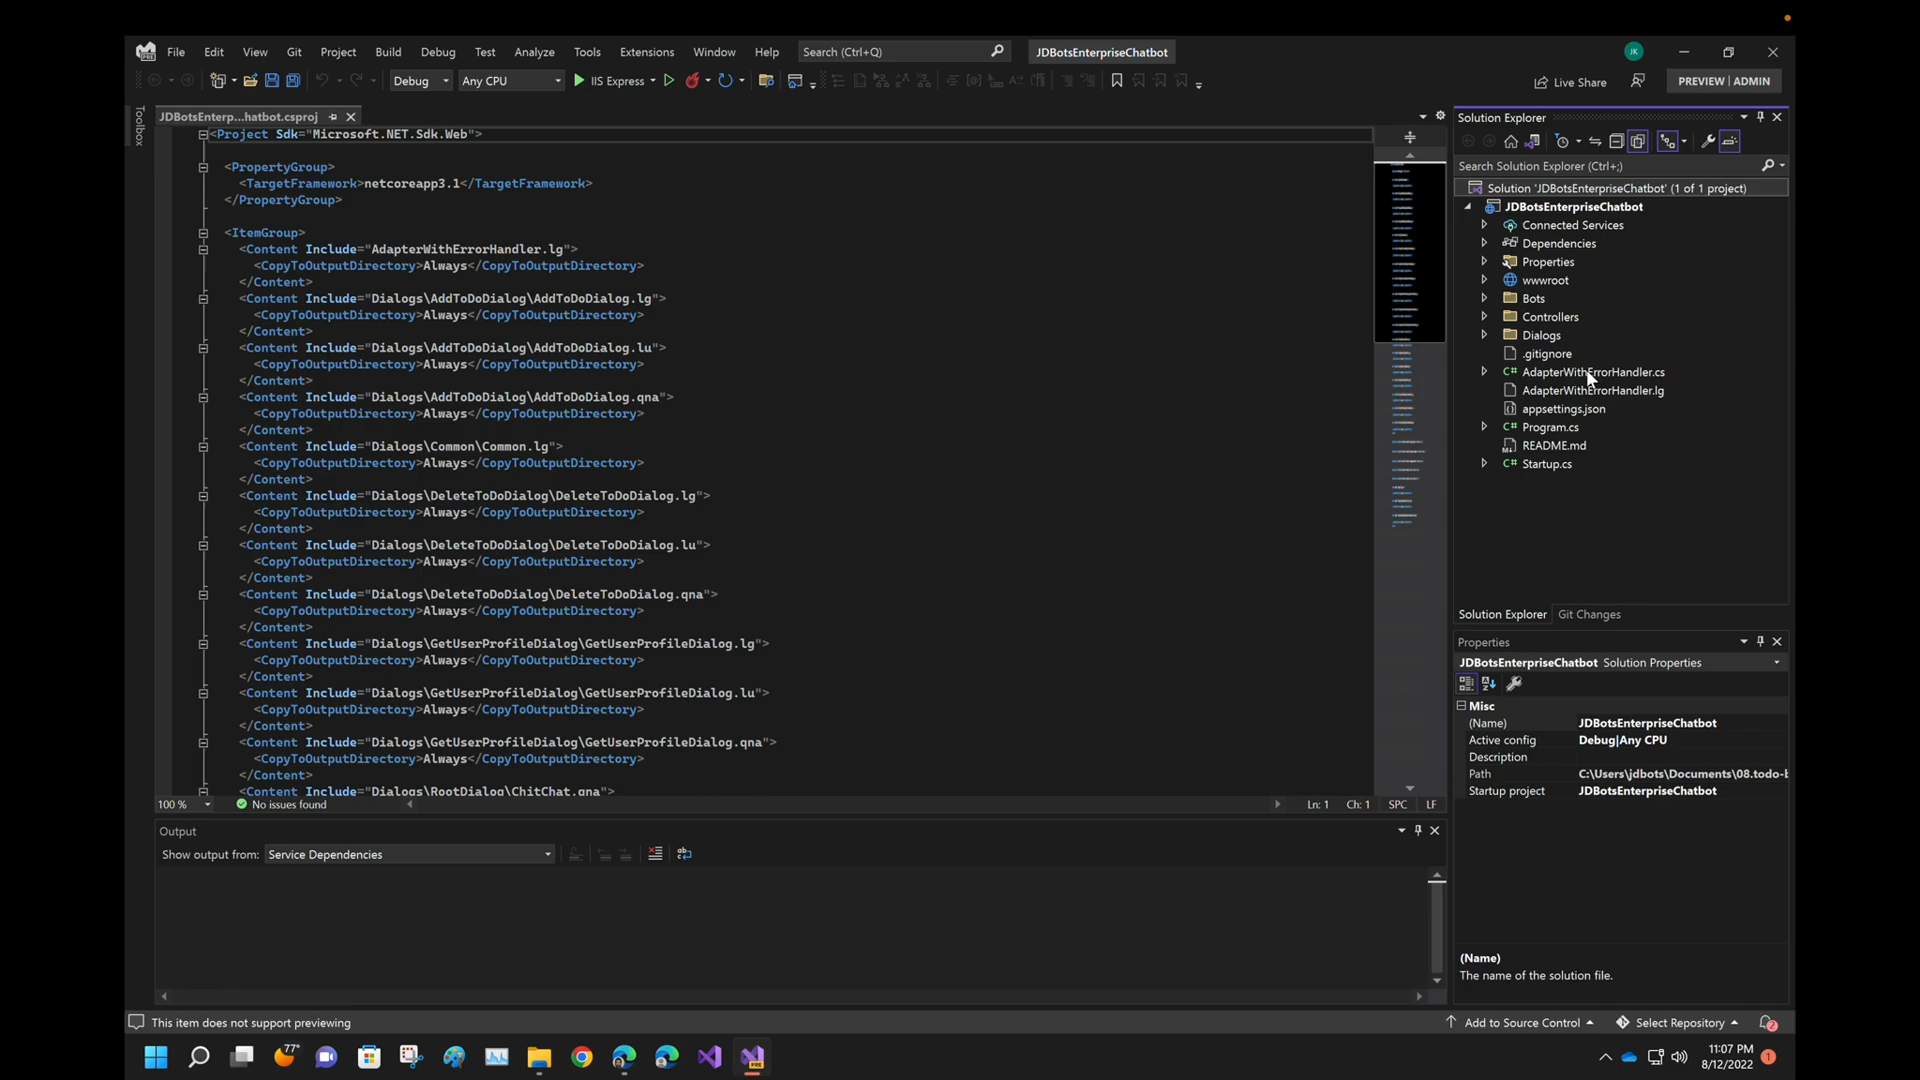 File Edit View Git Project Build Debug Test Analyze Tools Extensions Window Help Search (Ctrl+Q) JDBotsEnterpriseChatbot JK
Debug Any CPU IIS Express Live Share PREVIEW | ADMIN
Toolbox
JDBotsEnterp...hatbot.csproj
<Project Sdk="Microsoft.NET.Sdk.Web">
<PropertyGroup>
<TargetFramework>netcoreapp3.1</TargetFramework>
</PropertyGroup>
<ItemGroup>
<Content Include="AdapterWithErrorHandler.lg">
<CopyToOutputDirectory>Always</CopyToOutputDirectory>
</Content>
<Content Include="Dialogs\AddToDoDialog\AddToDoDialog.lg">
<CopyToOutputDirectory>Always</CopyToOutputDirectory>
</Content>
<Content Include="Dialogs\AddToDoDialog\AddToDoDialog.lu">
<CopyToOutputDirectory>Always</CopyToOutputDirectory>
</Content>
<Content Include="Dialogs\AddToDoDialog\AddToDoDialog.qna">
<CopyToOutputDirectory>Always</CopyToOutputDirectory>
</Content>
<Content Include="Dialogs\Common\Common.lg">
<CopyToOutputDirectory>Always</CopyToOutputDirectory>
</Content>
<Content Include="Dialogs\DeleteToDoDialog\DeleteToDoDialog.lg">
<CopyToOutputDirectory>Always</CopyToOutputDirectory>
</Content>
<Content Include="Dialogs\DeleteToDoDialog\DeleteToDoDialog.lu">
<CopyToOutputDirectory>Always</CopyToOutputDirectory>
</Content>
<Content Include="Dialogs\DeleteToDoDialog\DeleteToDoDialog.qna">
<CopyToOutputDirectory>Always</CopyToOutputDirectory>
</Content>
<Content Include="Dialogs\GetUserProfileDialog\GetUserProfileDialog.lg">
<CopyToOutputDirectory>Always</CopyToOutputDirectory>
</Content>
<Content Include="Dialogs\GetUserProfileDialog\GetUserProfileDialog.lu">
<CopyToOutputDirectory>Always</CopyToOutputDirectory>
</Content>
<Content Include="Dialogs\GetUserProfileDialog\GetUserProfileDialog.qna">
<CopyToOutputDirectory>Always</CopyToOutputDirectory>
</Content>
<Content Include="Dialogs\RootDialog\ChitChat.qna">
100 % No issues found Ln: 1 Ch: 1 SPC LF
Output
Show output from: Service Dependencies
Solution Explorer
Search Solution Explorer (Ctrl+;)
Solution 'JDBotsEnterpriseChatbot' (1 of 1 project)
JDBotsEnterpriseChatbot
Connected Services
Dependencies
Properties
wwwroot
Bots
Controllers
Dialogs
.gitignore
C# AdapterWithErrorHandler.cs
AdapterWithErrorHandler.lg
appsettings.json
C# Program.cs
README.md
C# Startup.cs
Solution Explorer Git Changes
Properties
JDBotsEnterpriseChatbot Solution Properties
Misc
(Name) JDBotsEnterpriseChatbot
Active config Debug|Any CPU
Description
Path C:\Users\jdbots\Documents\08.todo-b
Startup project JDBotsEnterpriseChatbot
(Name)
The name of the solution file.
This item does not support previewing Add to Source Control Select Repository 2
77° PRE 11:07 PM
8/12/2022 1